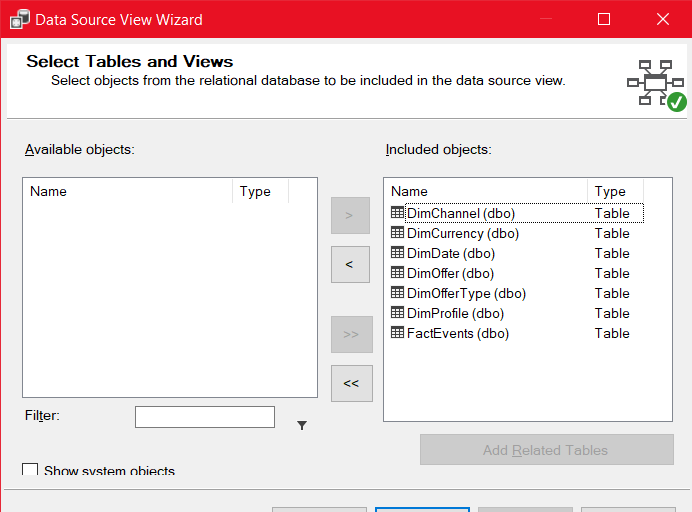 Data Source View Wizard
Select Tables and Views
Select objects from the relational database to be included in the data source view.
Available objects:
Name Type
>
<
>>
<<
Filter:
Show system objects
Included objects:
Name Type
DimChannel (dbo) Table
DimCurrency (dbo) Table
DimDate (dbo) Table
DimOffer (dbo) Table
DimOfferType (dbo) Table
DimProfile (dbo) Table
FactEvents (dbo) Table
Add Related Tables